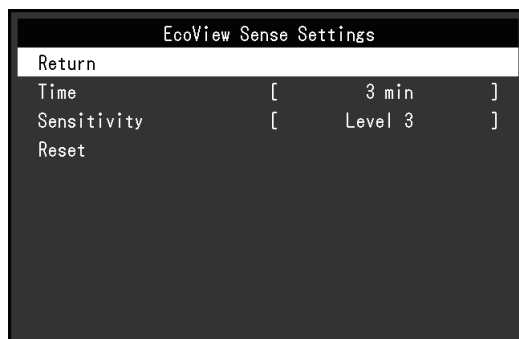 EcoView Sense Settings
Return
Time [ 3 min ]
Sensitivity [ Level 3 ]
Reset